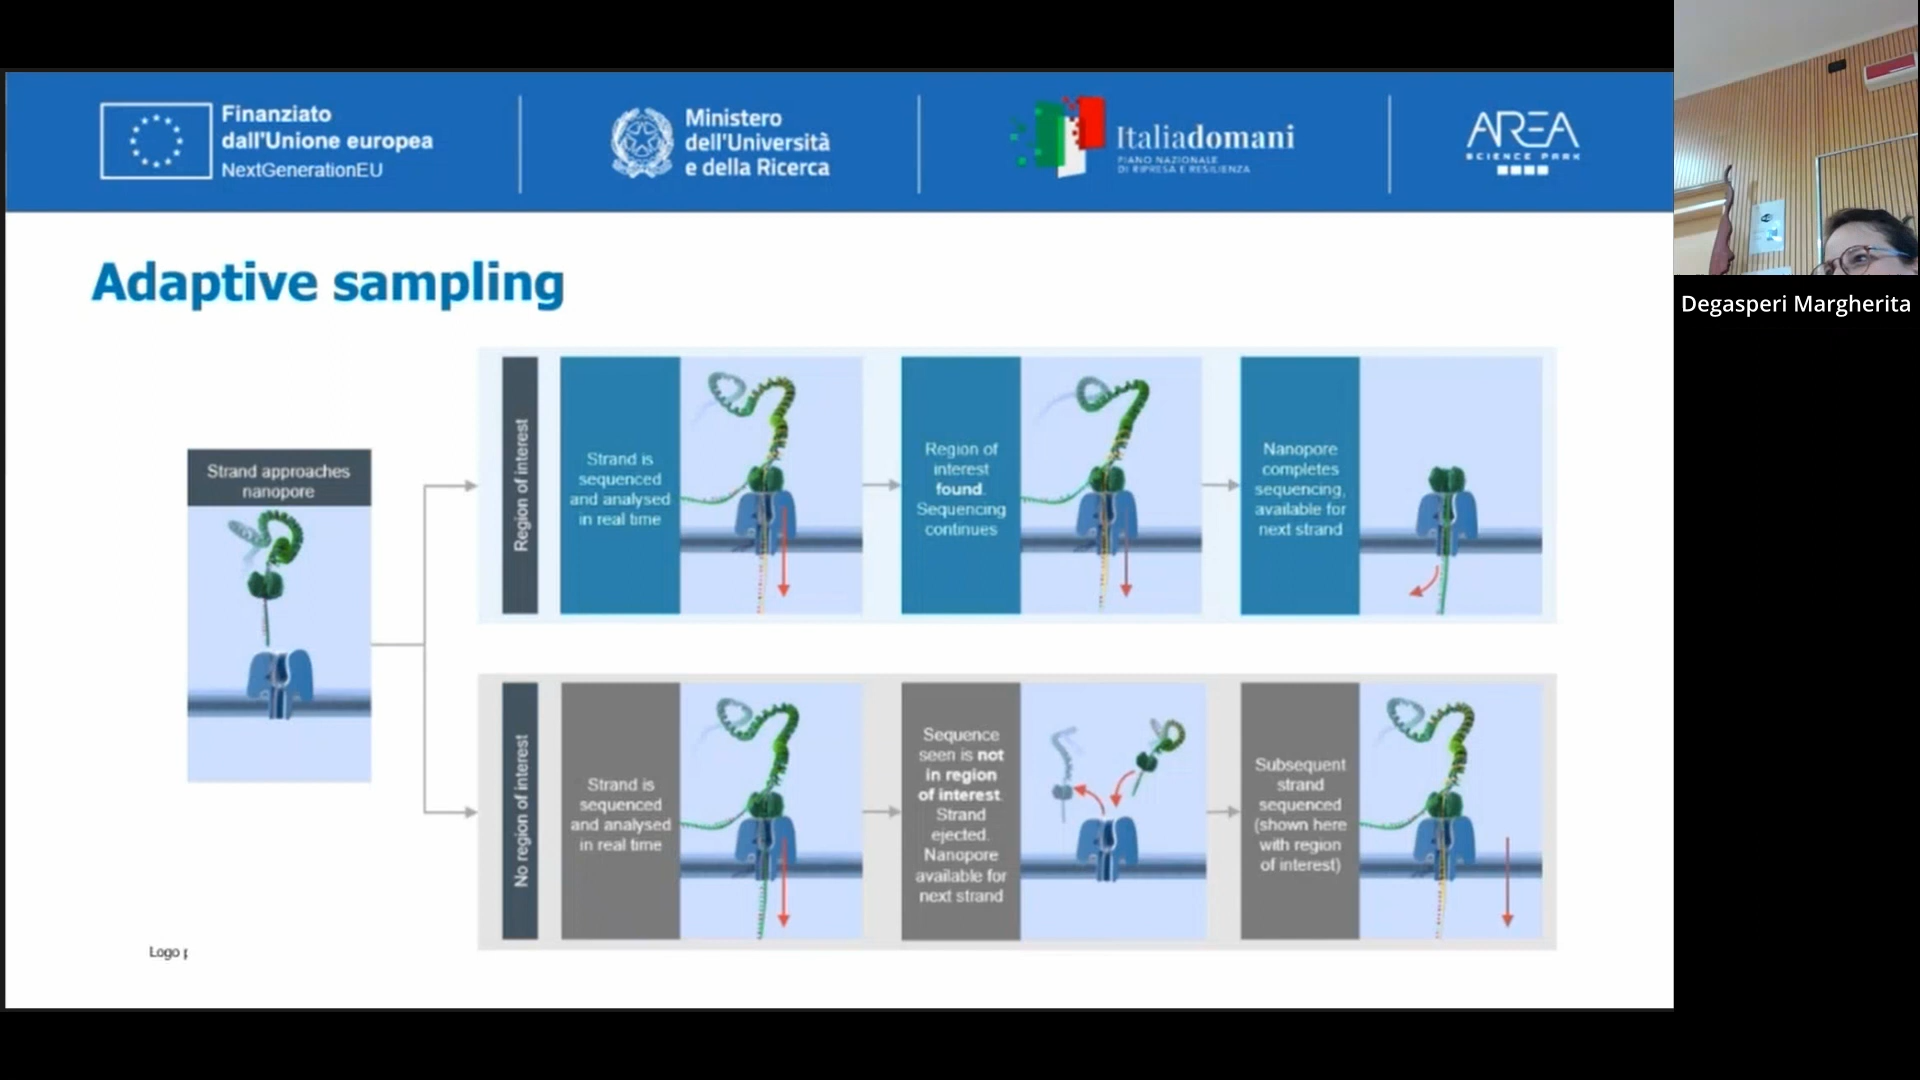 Finanziato
dall'Unione europea
NextGenerationEU
Ministero
dell'Università
e della Ricerca
Italiadomani
PIANO NAZIONALE
DI RIPRESA E RESILIENZA
AREA
SCIENCE PARK
Degasperi Margherita
Adaptive sampling
Strand approaches
nanopore
Region of interest
Strand is
sequenced
and analysed
in real time
Region of
interest
found.
Sequencing
continues
Nanopore
completes
sequencing,
available for
next strand
No region of interest
Strand is
sequenced
and analysed
in real time
Sequence
seen is not
in region
of interest.
Strand
ejected.
Nanopore
available for
next strand
Subsequent
strand
sequenced
(shown here
with region
of interest)
Logo